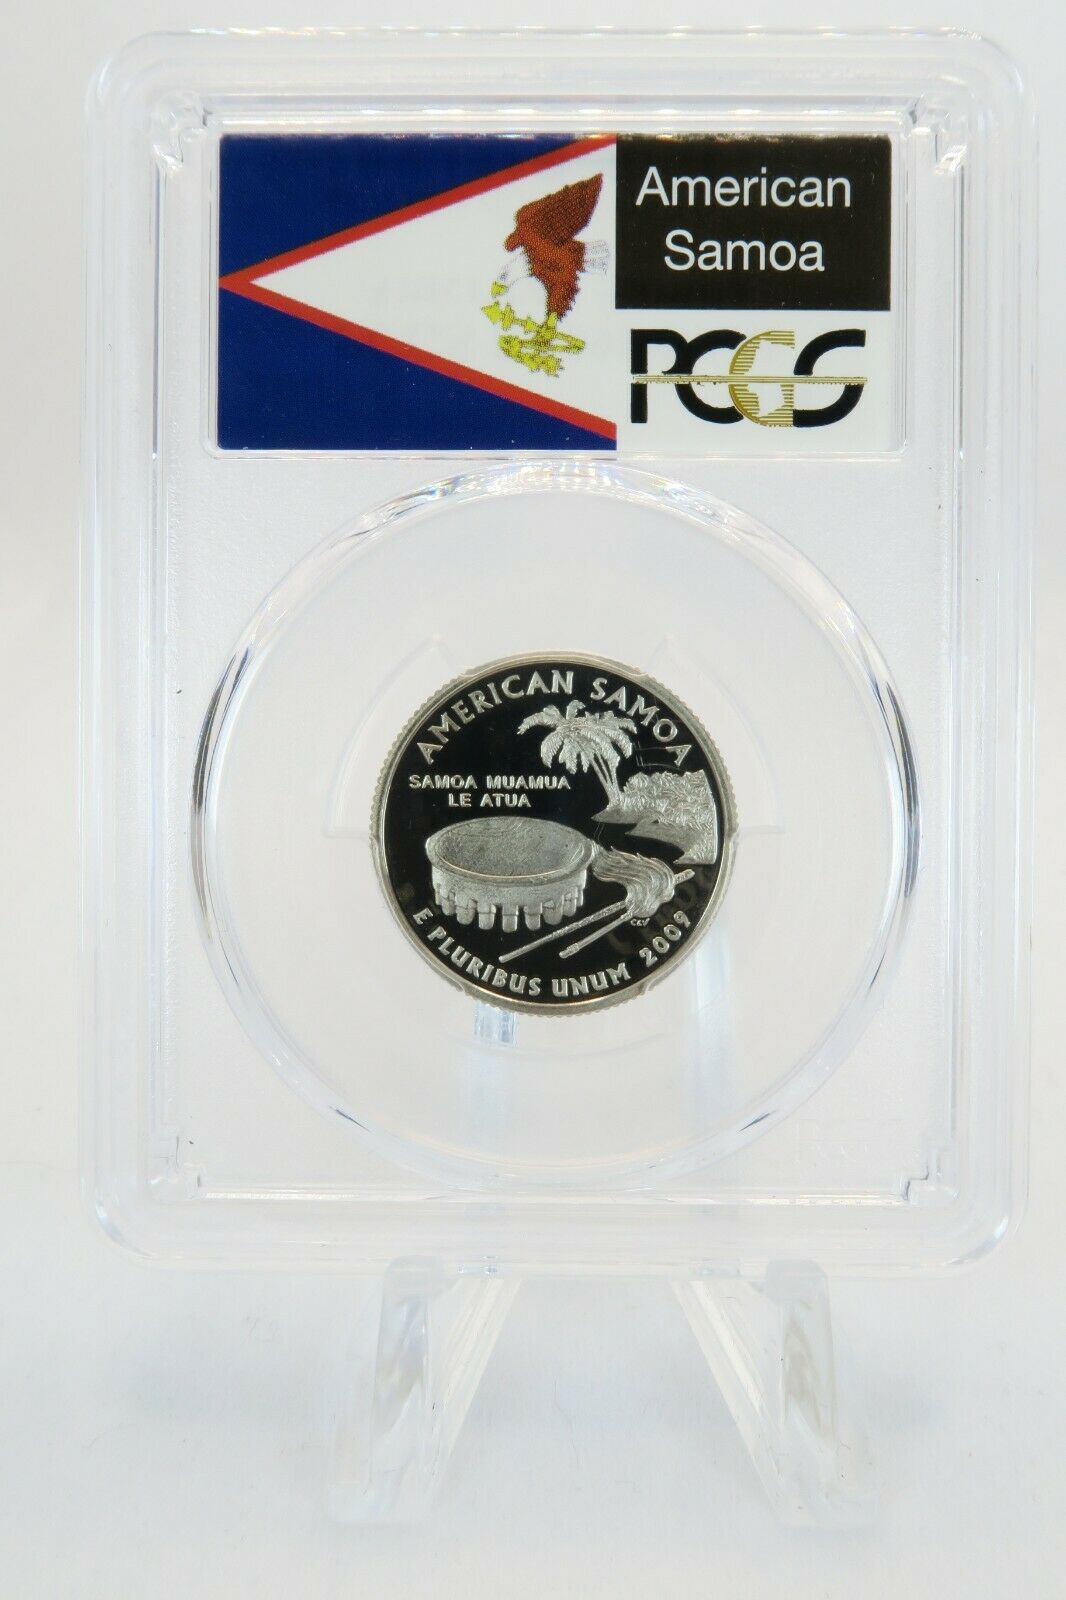 American
Samoa
PCGS
AMERICAN SAMOA
SAMOA MUAMUA
LE ATUA
E PLURIBUS UNUM 2009